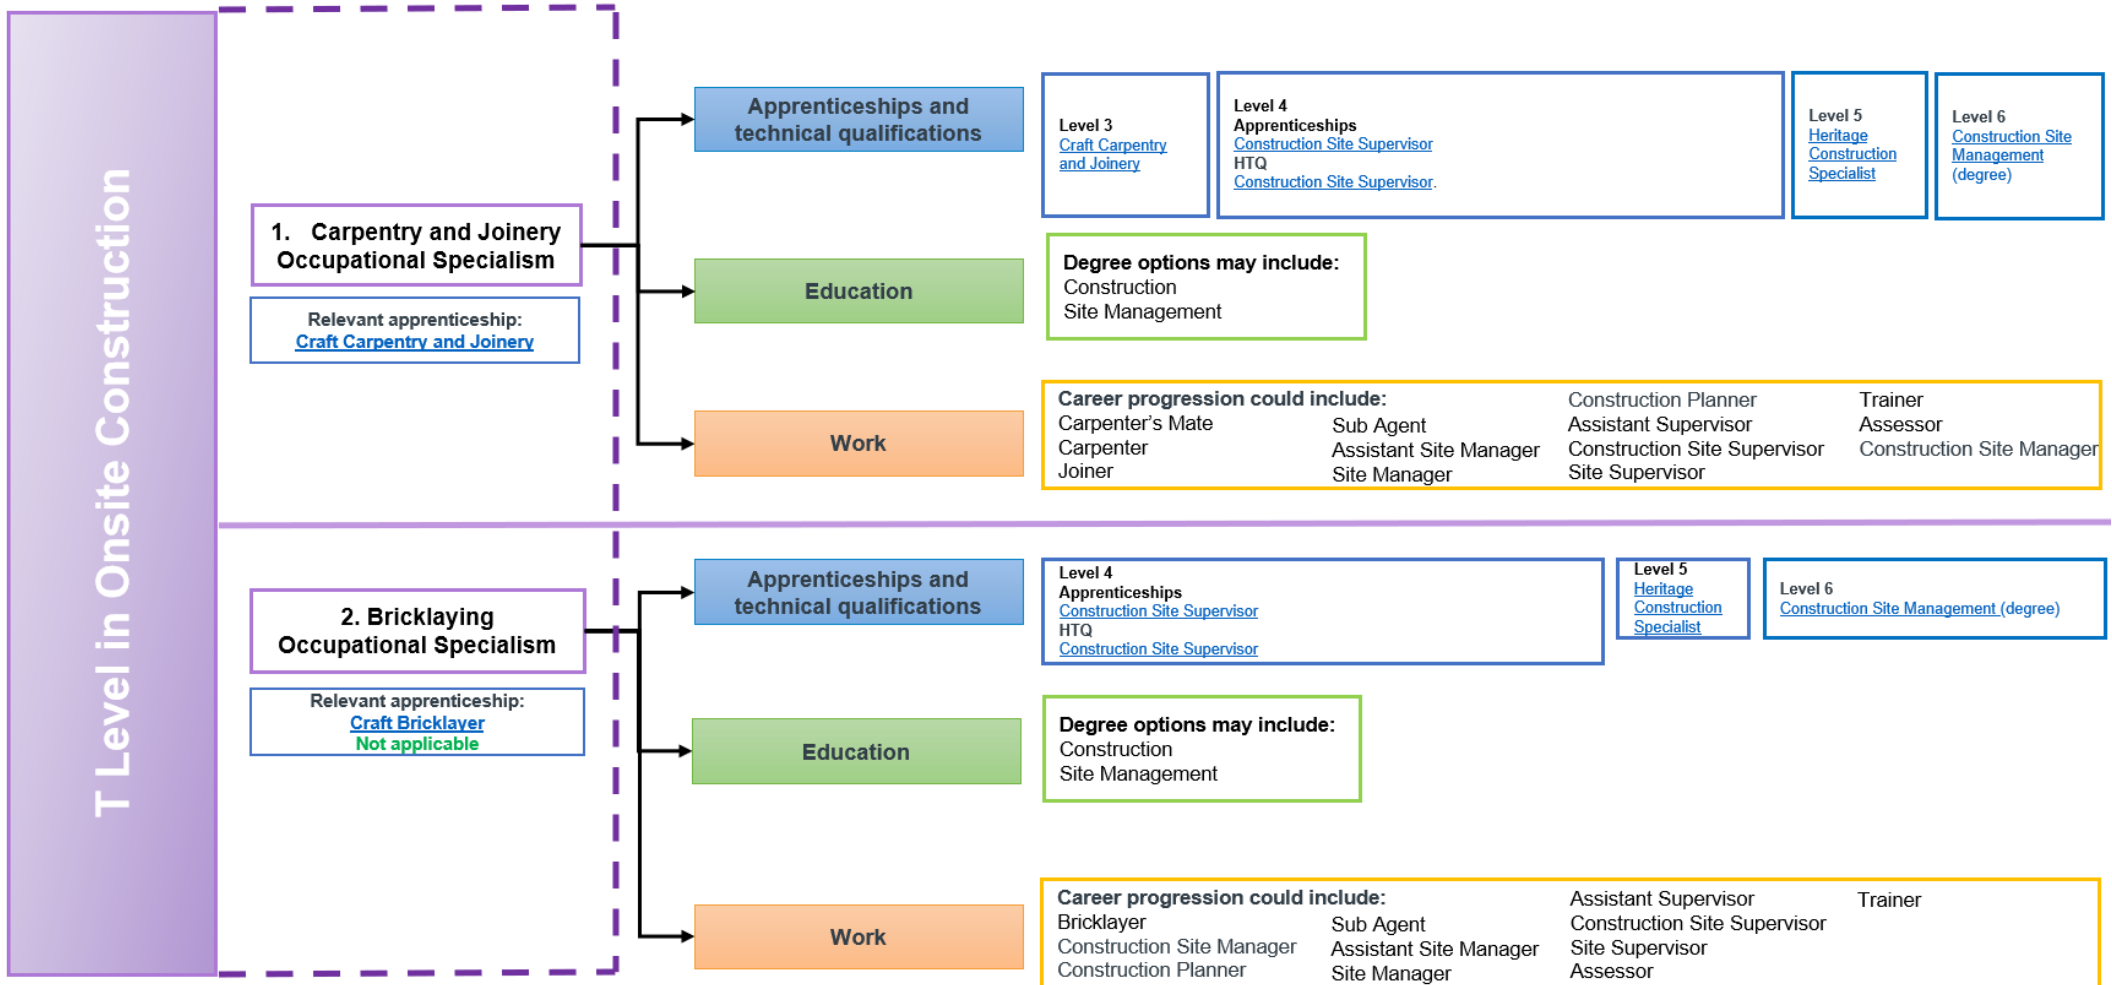 T Level in Onsite Construction
1. Carpentry and Joinery
Occupational Specialism
Relevant apprenticeship:
Craft Carpentry and Joinery
Apprenticeships and
technical qualifications
Level 3
Craft Carpentry
and Joinery
Level 4
Apprenticeships
Construction Site Supervisor
HTQ
Construction Site Supervisor.
Level 5
Heritage
Construction
Specialist
Level 6
Construction Site
Management
(degree)
Education
Degree options may include:
Construction
Site Management
Work
Career progression could include:
Carpenter’s Mate
Carpenter
Joiner
Sub Agent
Assistant Site Manager
Site Manager
Construction Planner
Assistant Supervisor
Construction Site Supervisor
Site Supervisor
Trainer
Assessor
Construction Site Manager
2. Bricklaying
Occupational Specialism
Relevant apprenticeship:
Craft Bricklayer
Not applicable
Apprenticeships and
technical qualifications
Level 4
Apprenticeships
Construction Site Supervisor
HTQ
Construction Site Supervisor
Level 5
Heritage
Construction
Specialist
Level 6
Construction Site Management (degree)
Education
Degree options may include:
Construction
Site Management
Work
Career progression could include:
Bricklayer
Construction Site Manager
Construction Planner
Sub Agent
Assistant Site Manager
Site Manager
Assistant Supervisor
Construction Site Supervisor
Site Supervisor
Assessor
Trainer